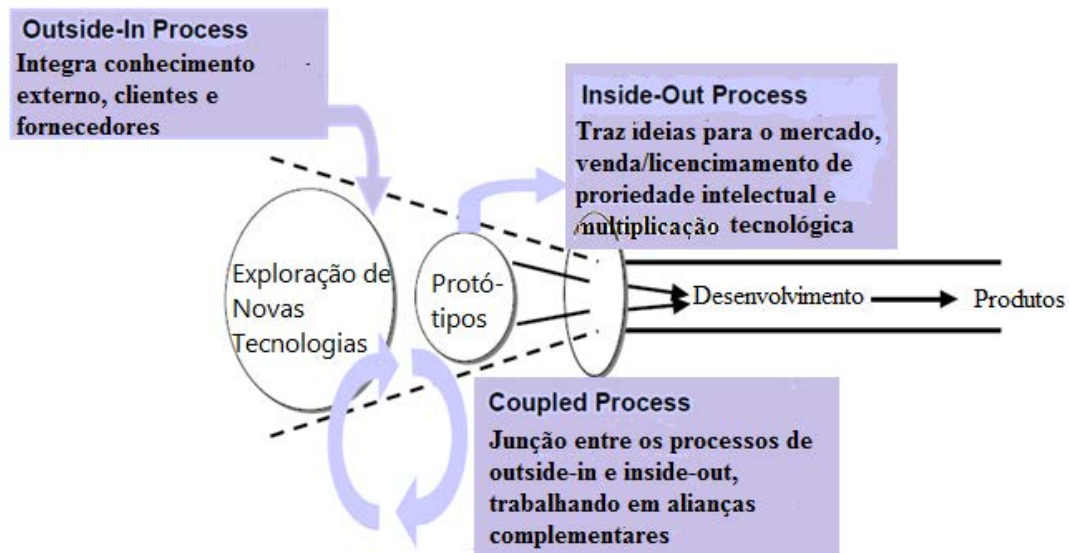 Outside-In Process
Integra conhecimento
externo, clientes e
fornecedores
Inside-Out Process
Traz ideias para o mercado,
venda/licencimamento de
proriedade intelectual e
multiplicação tecnológica
Exploração de
Novas
Tecnologias
Protó-
tipos
Desenvolvimento
Produtos
Coupled Process
Junção entre os processos de
outside-in e inside-out,
trabalhando em alianças
complementares